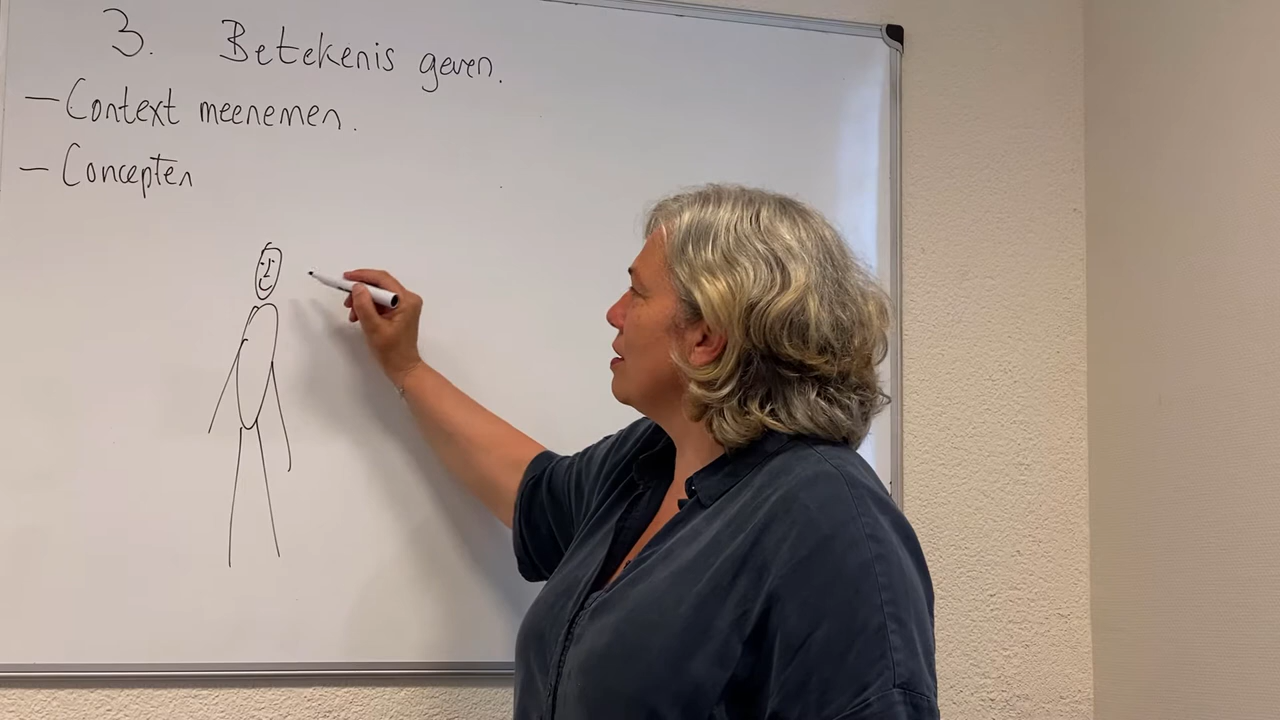 3. Betekenis geven.
- Context meenemen.
- Concepten